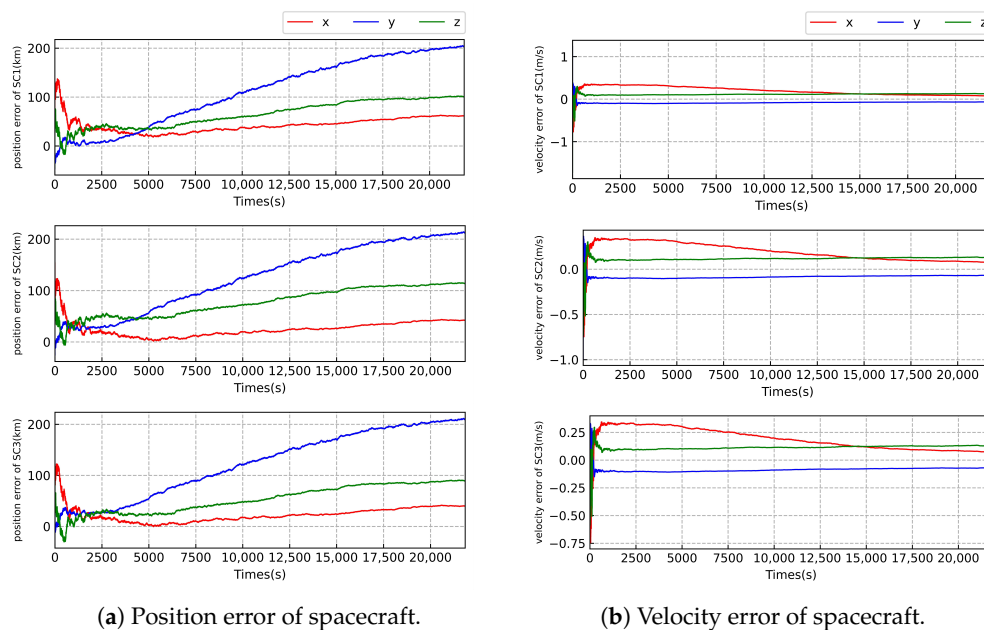 x y z
200
100
0
position error of SC1(km)
0 2500 5000 7500 10,000 12,500 15,000 17,500 20,000
Times(s)
200
100
0
position error of SC2(km)
0 2500 5000 7500 10,000 12,500 15,000 17,500 20,000
Times(s)
200
100
0
position error of SC3(km)
0 2500 5000 7500 10,000 12,500 15,000 17,500 20,000
Times(s)
(a) Position error of spacecraft.
x y z
1
0
−1
velocity error of SC1(m/s)
0 2500 5000 7500 10,000 12,500 15,000 17,500 20,000
Times(s)
0.0
−0.5
−1.0
velocity error of SC2(m/s)
0 2500 5000 7500 10,000 12,500 15,000 17,500 20,000
Times(s)
0.25
0.00
−0.25
−0.50
−0.75
velocity error of SC3(m/s)
0 2500 5000 7500 10,000 12,500 15,000 17,500 20,000
Times(s)
(b) Velocity error of spacecraft.